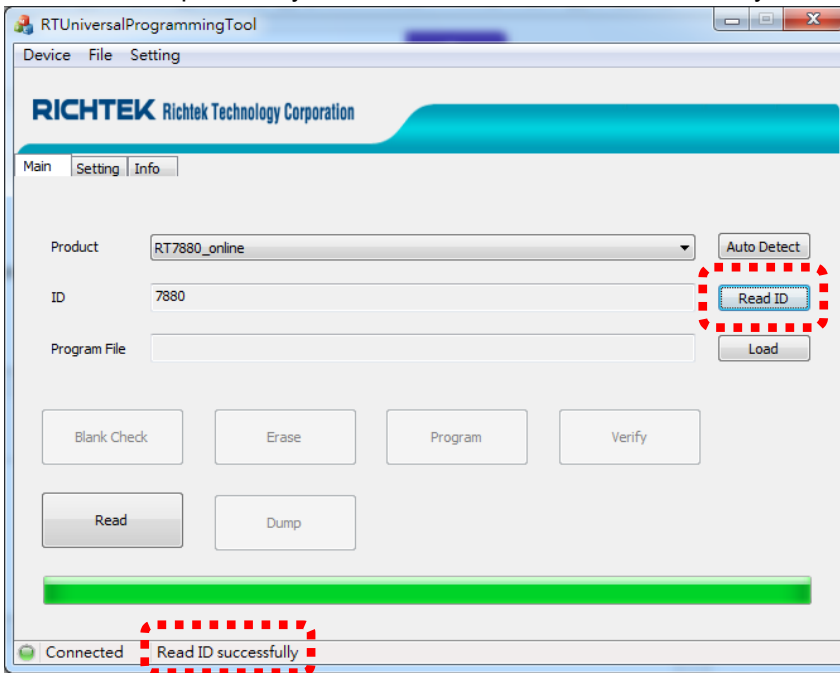 RTUniversalProgrammingTool
Device File Setting
RICHTEK Richtek Technology Corporation
Main Setting Info
Product RT7880_online Auto Detect
ID 7880 Read ID
Program File Load
Blank Check Erase Program Verify
Read Dump
Connected Read ID successfully